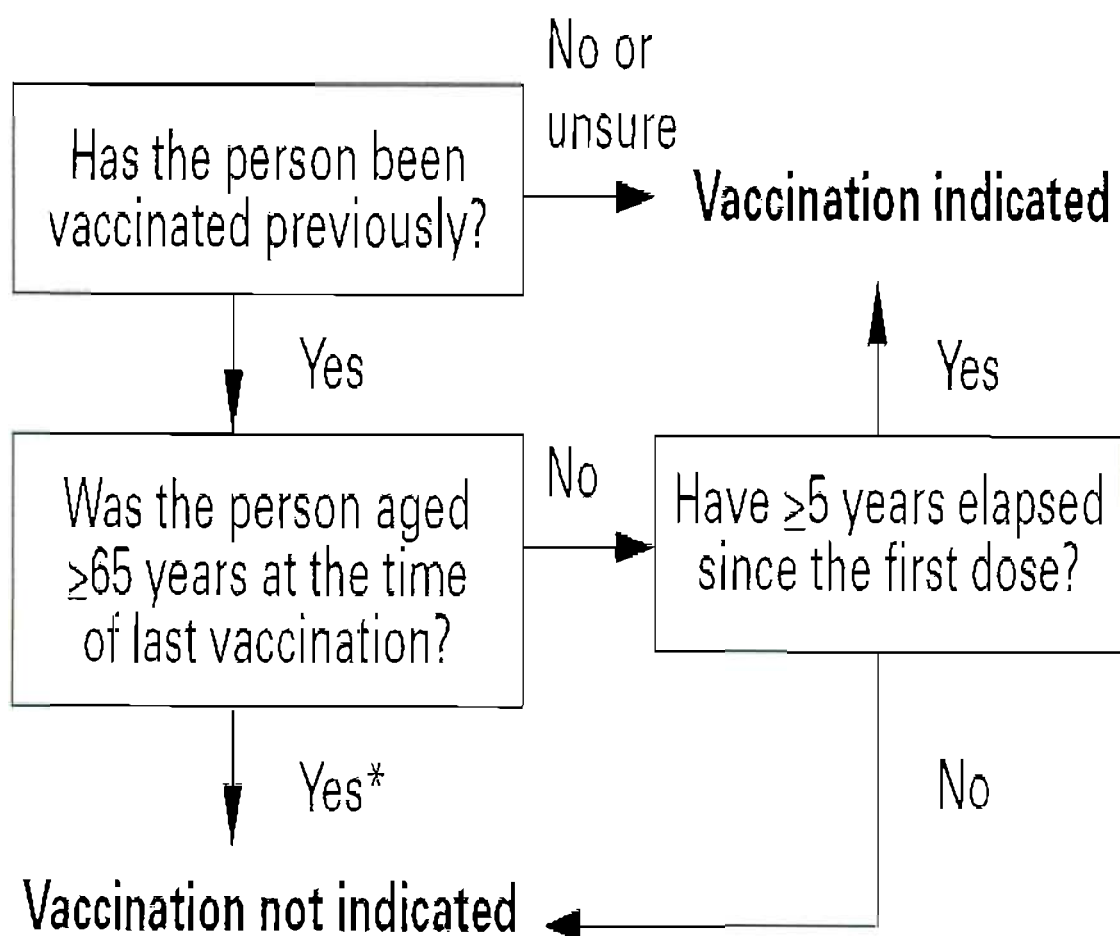 No or
unsure
Has the person been
vaccinated previously?
Vaccination indicated
Yes
Yes
Was the person aged
≥65 years at the time
of last vaccination?
No
Have ≥5 years elapsed
since the first dose?
Yes*
No
Vaccination not indicated